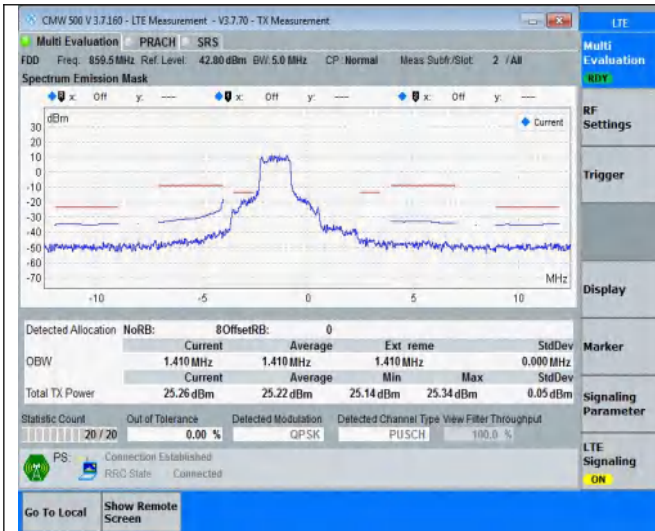 CMW 500 V 3.7.160 - LTE Measurement - V3.7.70 - TX Measurement
LTE
Multi Evaluation PRACH SRS
Multi Evaluation
RDY
FDD Freq. 859.5 MHz Ref. Level: 42.80 dBm BW: 5.0 MHz CP: Normal Meas Subfr./Slot: 2 / All
Spectrum Emission Mask
x: Off y: --- x: Off y: --- x: Off y: ---
dBm
Current
30
20
10
0
-10
-20
-30
-40
-50
-60
-70
MHz
-10 -5 0 5 10
RF Settings
Trigger
Display
Marker
Signaling Parameter
LTE Signaling
ON
Detected Allocation NoRB: 8 OffsetRB: 0
Current Average Extreme StdDev
OBW 1.410 MHz 1.410 MHz 1.410 MHz 0.000 MHz
Current Average Min Max StdDev
Total TX Power 25.26 dBm 25.22 dBm 25.14 dBm 25.34 dBm 0.05 dBm
Statistic Count Out of Tolerance Detected Modulation Detected Channel Type View Filter Throughput
20 / 20 0.00 % QPSK PUSCH 100.0 %
PS: Connection Established
RRC State Connected
Go To Local
Show Remote Screen